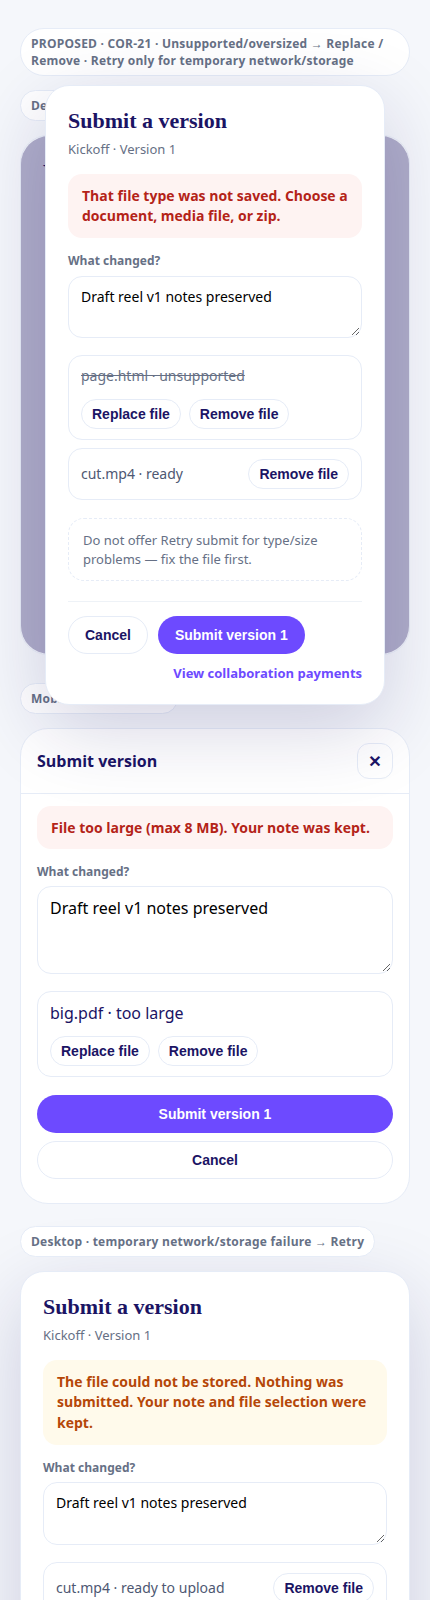 PROPOSED · COR-21 · Unsupported/oversized → Replace /
Remove · Retry only for temporary network/storage
Submit a version
Kickoff · Version 1
That file type was not saved. Choose a
document, media file, or zip.
What changed?
Draft reel v1 notes preserved
page.html · unsupported
Replace file
Remove file
cut.mp4 · ready
Remove file
Do not offer Retry submit for type/size
problems — fix the file first.
Cancel
Submit version 1
View collaboration payments
Submit version
✕
File too large (max 8 MB). Your note was kept.
What changed?
Draft reel v1 notes preserved
big.pdf · too large
Replace file
Remove file
Submit version 1
Cancel
Desktop · temporary network/storage failure → Retry
Submit a version
Kickoff · Version 1
The file could not be stored. Nothing was
submitted. Your note and file selection were
kept.
What changed?
Draft reel v1 notes preserved
cut.mp4 · ready to upload
Remove file